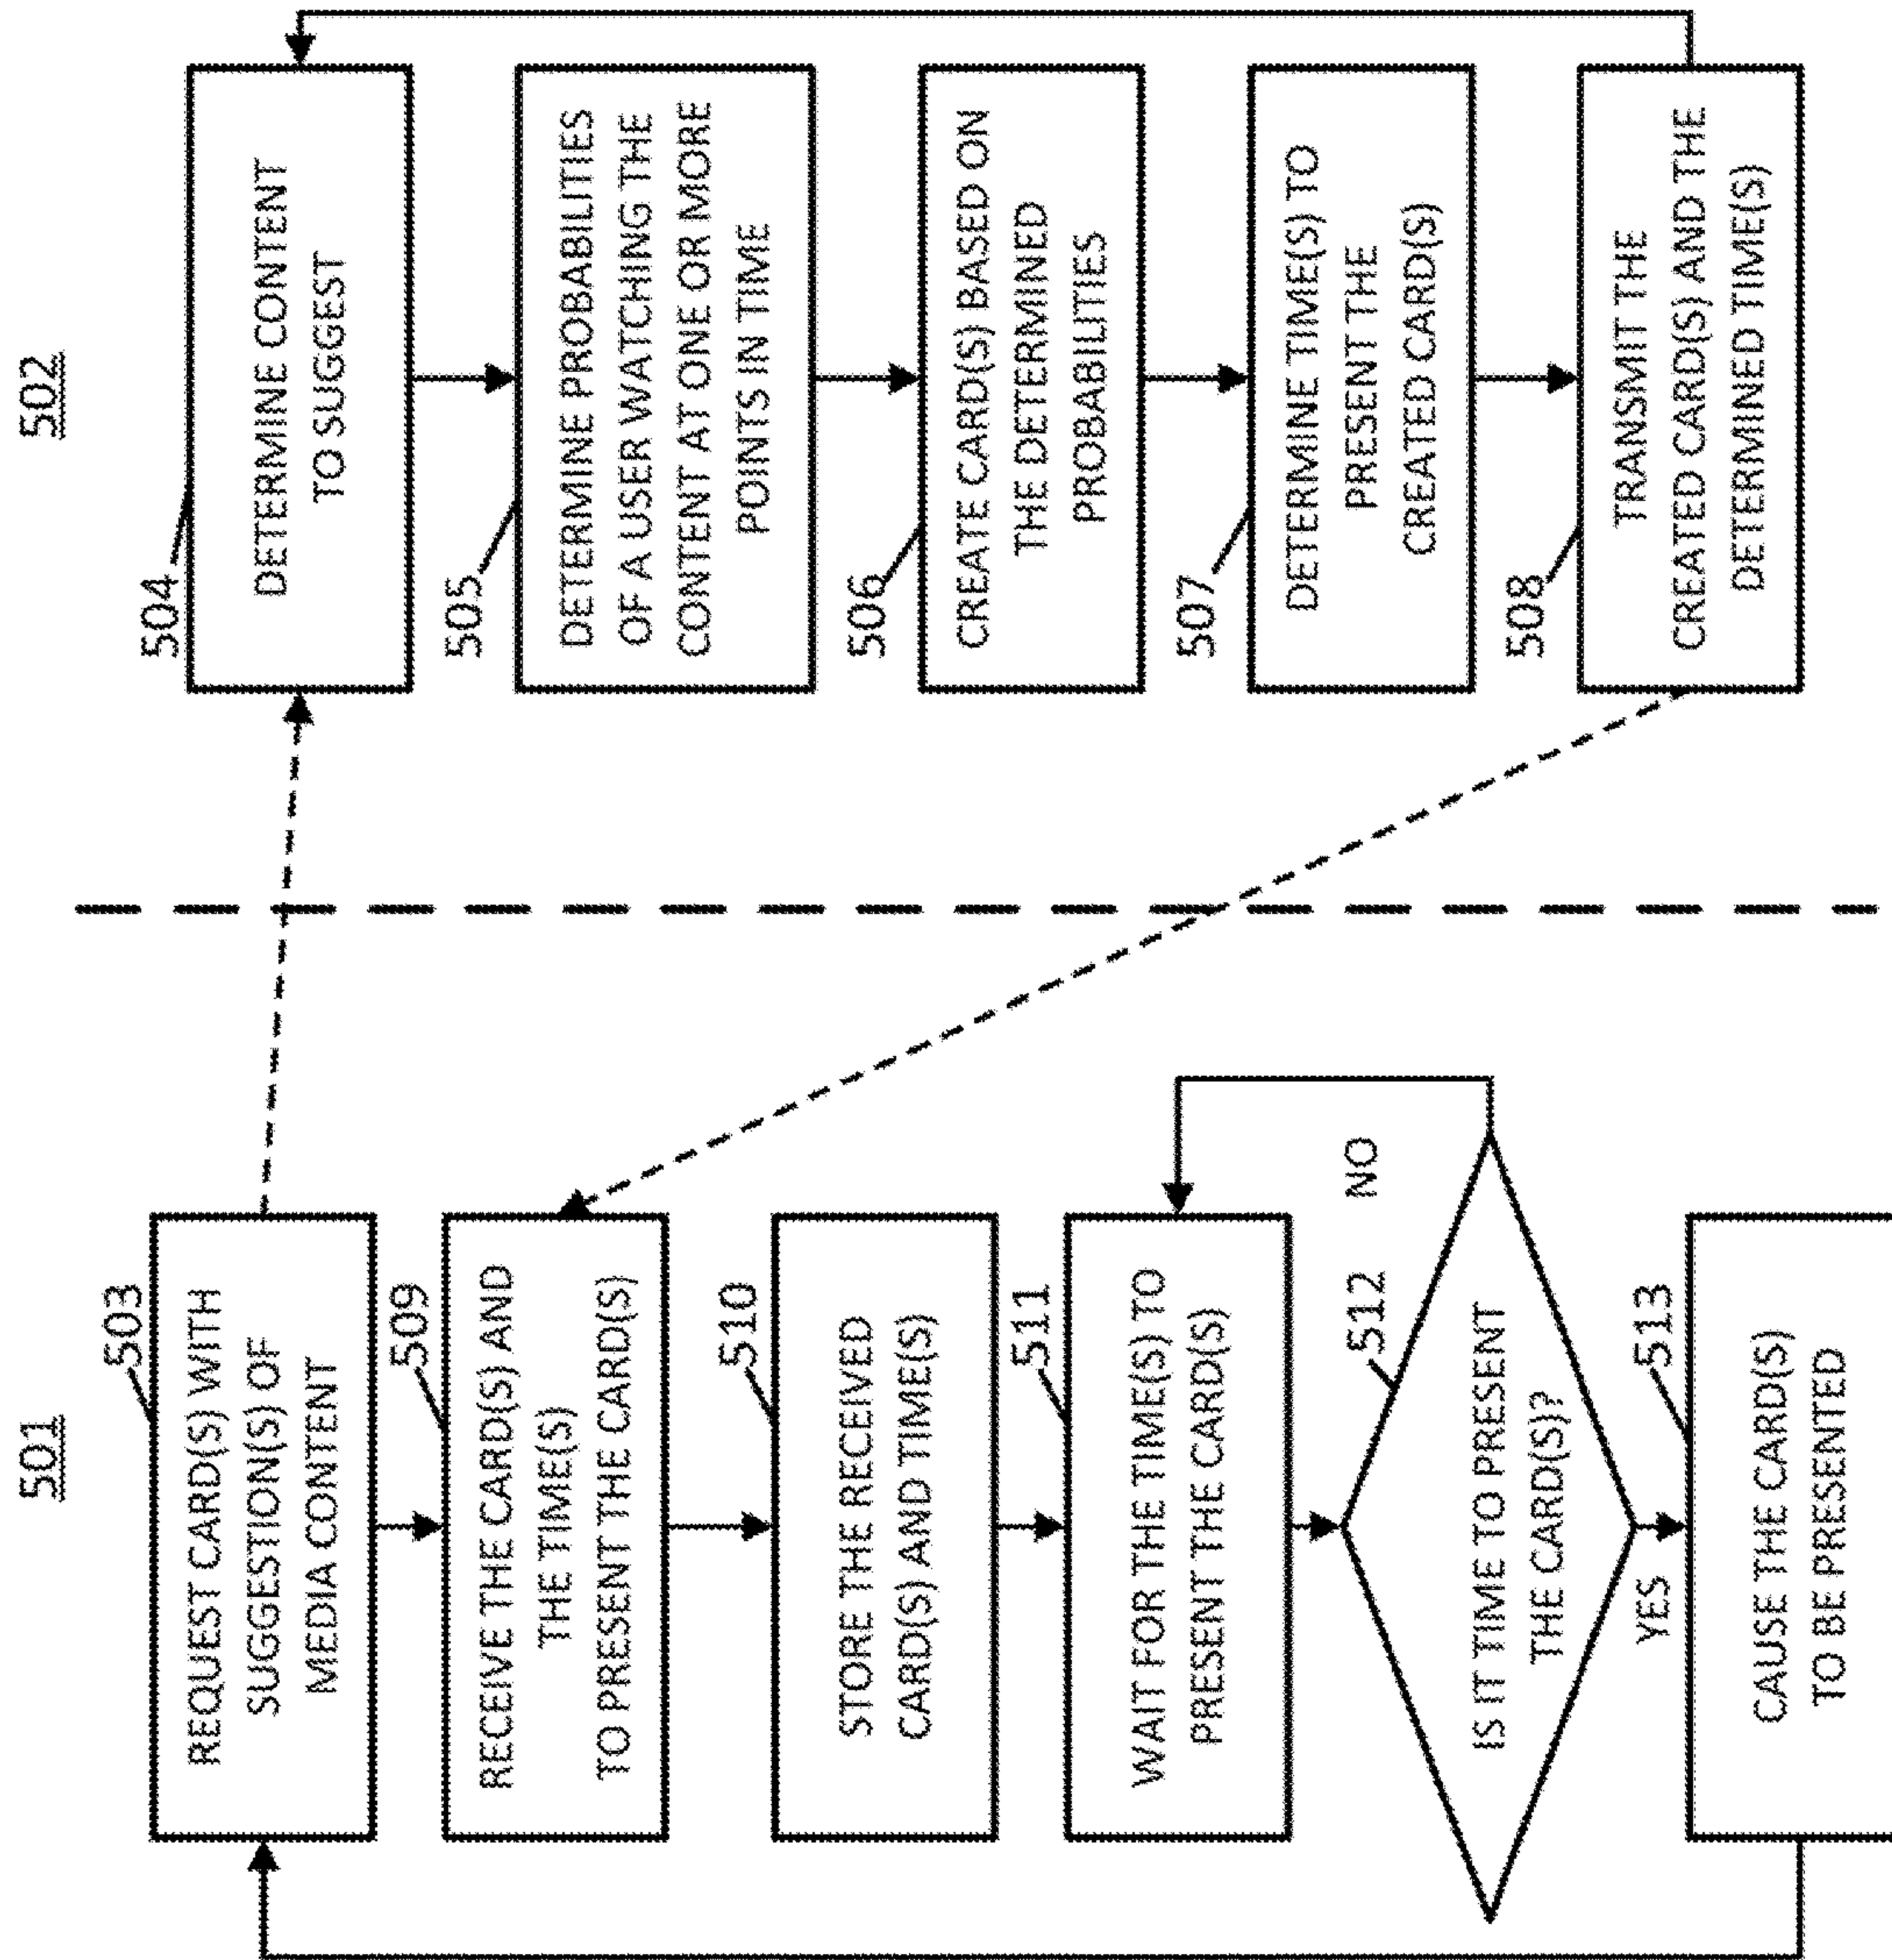 501
503
REQUEST CARD(S) WITH
SUGGESTION(S) OF
MEDIA CONTENT
509
RECEIVE THE CARD(S) AND
THE TIME(S)
TO PRESENT THE CARD(S)
510
STORE THE RECEIVED
CARD(S) AND TIME(S)
511
WAIT FOR THE TIME(S) TO
PRESENT THE CARD(S)
NO
512
IS IT TIME TO PRESENT
THE CARD(S)?
YES
513
CAUSE THE CARD(S)
TO BE PRESENTED
502
504
DETERMINE CONTENT
TO SUGGEST
505
DETERMINE PROBABILITIES
OF A USER WATCHING THE
CONTENT AT ONE OR MORE
POINTS IN TIME
506
CREATE CARD(S) BASED ON
THE DETERMINED
PROBABILITIES
507
DETERMINE TIME(S) TO
PRESENT THE
CREATED CARD(S)
508
TRANSMIT THE
CREATED CARD(S) AND THE
DETERMINED TIME(S)